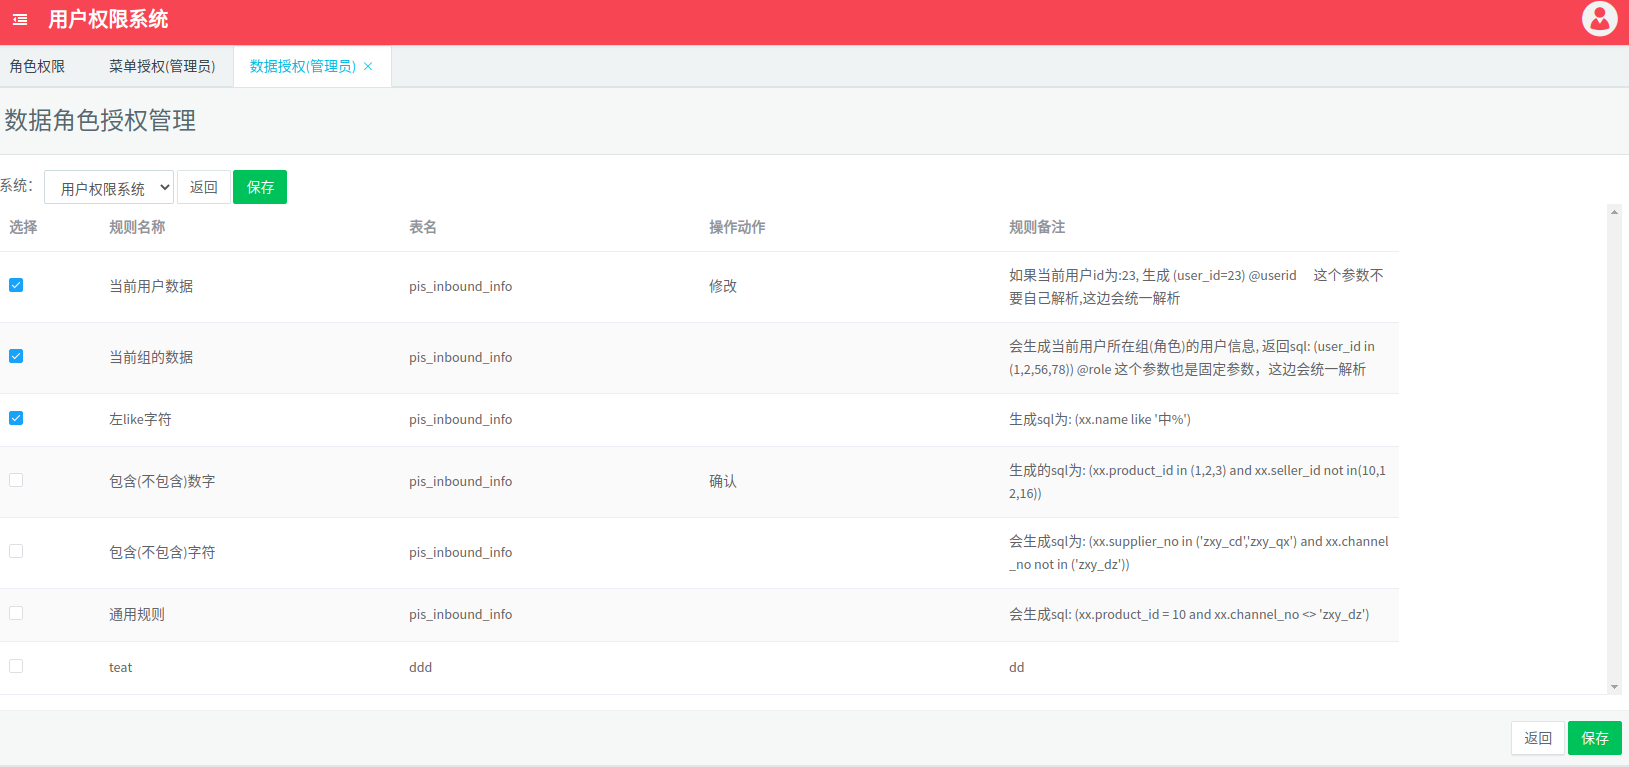 用户权限系统
角色权限 菜单授权(管理员) 数据授权(管理员) ×
数据角色授权管理
系统： 用户权限系统 返回 保存
选择 规则名称 表名 操作动作 规则备注
当前用户数据 pis_inbound_info 修改 如果当前用户id为:23, 生成 (user_id=23) @userid 这个参数不
要自己解析,这边会统一解析
当前组的数据 pis_inbound_info 会生成当前用户所在组(角色)的用户信息, 返回sql: (user_id in
(1,2,56,78)) @role 这个参数也是固定参数，这边会统一解析
左like字符 pis_inbound_info 生成sql为: (xx.name like '中%')
包含(不包含)数字 pis_inbound_info 确认 生成的sql为: (xx.product_id in (1,2,3) and xx.seller_id not in(10,1
2,16))
包含(不包含)字符 pis_inbound_info 会生成sql为: (xx.supplier_no in ('zxy_cd','zxy_qx') and xx.channel
_no not in ('zxy_dz'))
通用规则 pis_inbound_info 会生成sql: (xx.product_id = 10 and xx.channel_no <> 'zxy_dz')
teat ddd dd
返回 保存